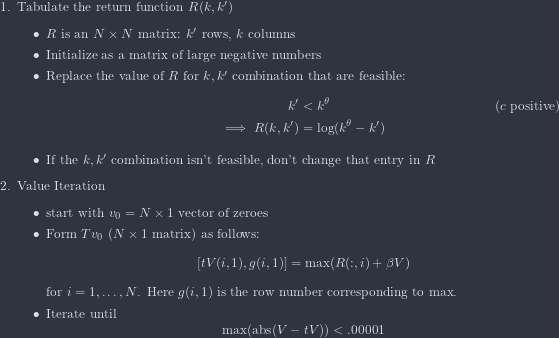 1. Tabulate the return function R(k, k′)
• R is an N × N matrix: k′ rows, k columns
• Initialize as a matrix of large negative numbers
• Replace the value of R for k, k′ combination that are feasible:
k′ < k^θ (c positive)
⟹ R(k, k′) = log(k^θ − k′)
• If the k, k′ combination isn't feasible, don't change that entry in R
2. Value Iteration
• start with v₀ = N × 1 vector of zeroes
• Form Tv₀ (N × 1 matrix) as follows:
[tV(i, 1), g(i, 1)] = max(R(:, i) + βV)
for i = 1, . . . , N. Here g(i, 1) is the row number corresponding to max.
• Iterate until
max(abs(V − tV)) < .00001